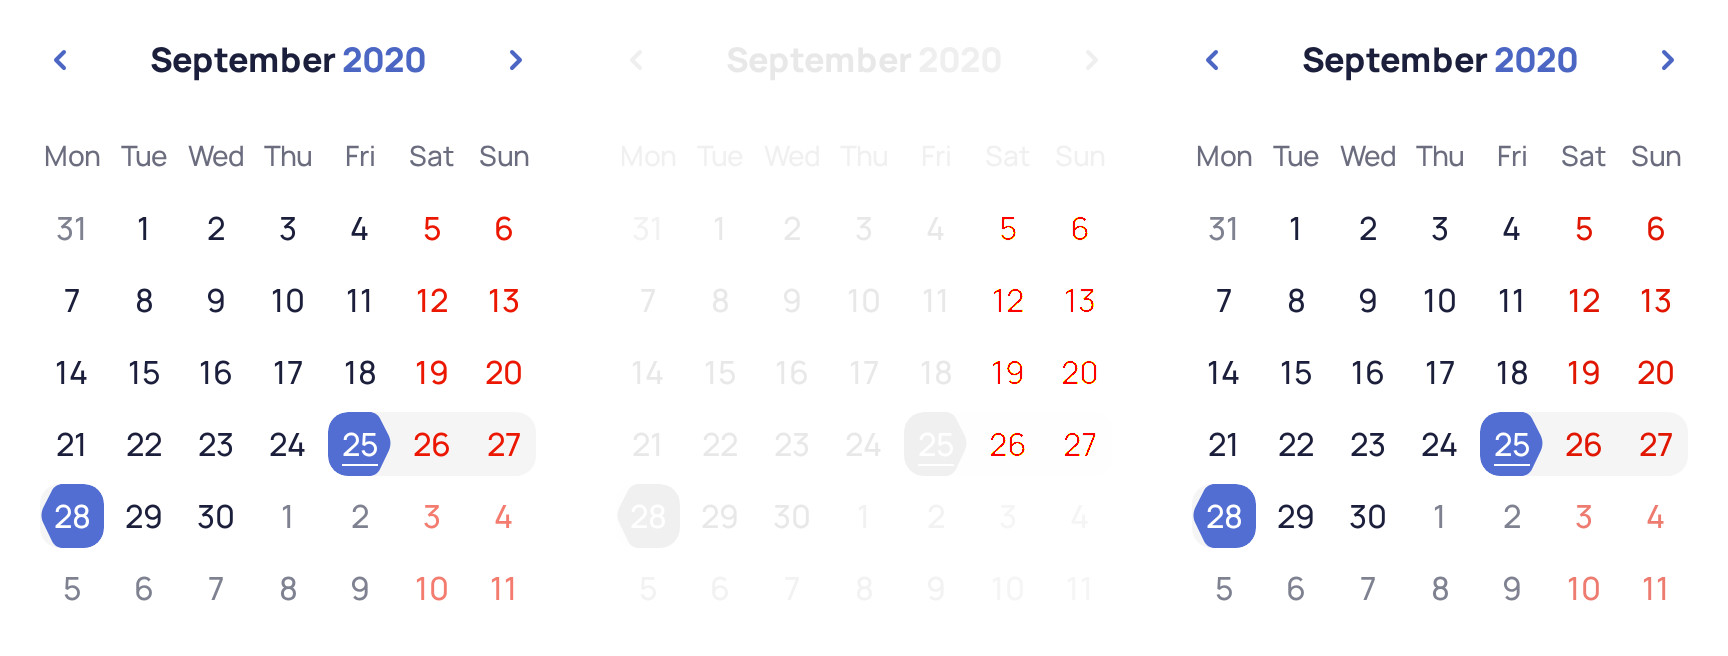 September 2020 September 2020 September 2020
Mon Tue Wed Thu Fri Sat Sun Mon Tue Wed Thu Fri Sat Sun Mon Tue Wed Thu Fri Sat Sun
31 1 2 3 4 5 6 31 1 2 3 4 5 6 31 1 2 3 4 5 6
7 8 9 10 11 12 13 7 8 9 10 11 12 13 7 8 9 10 11 12 13
14 15 16 17 18 19 20 14 15 16 17 18 19 20 14 15 16 17 18 19 20
21 22 23 24 25 26 27 21 22 23 24 25 26 27 21 22 23 24 25 26 27
28 29 30 1 2 3 4 28 29 30 1 2 3 4 28 29 30 1 2 3 4
5 6 7 8 9 10 11 5 6 7 8 9 10 11 5 6 7 8 9 10 11